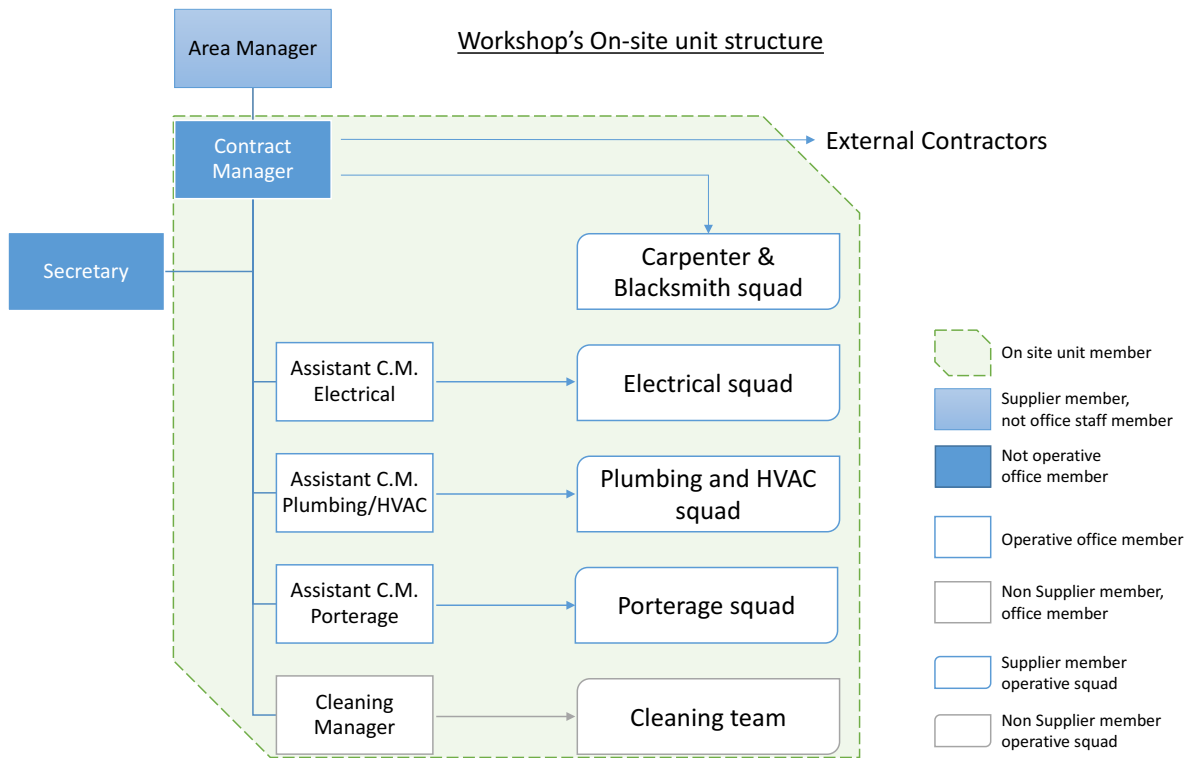 Workshop's On-site unit structure
Area Manager
Contract
Manager
External Contractors
Secretary
Carpenter &
Blacksmith squad
Assistant C.M.
Electrical
Electrical squad
Assistant C.M.
Plumbing/HVAC
Plumbing and HVAC
squad
Assistant C.M.
Porterage
Porterage squad
Cleaning
Manager
Cleaning team
On site unit member
Supplier member,
not office staff member
Not operative
office member
Operative office member
Non Supplier member,
office member
Supplier member
operative squad
Non Supplier member
operative squad